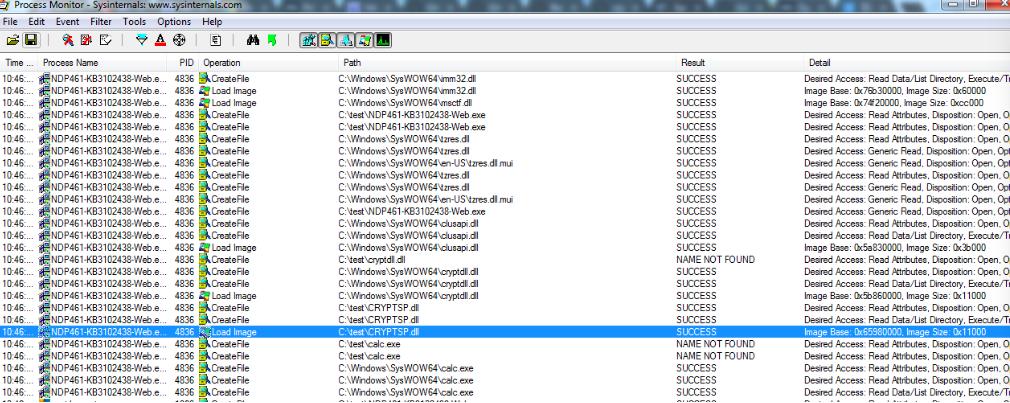 Process Monitor - Sysinternals: www.sysinternals.com
File Edit Event Filter Tools Options Help
Time ... Process Name PID Operation Path Result Detail
10:46:... NDP461-KB3102438-Web.e... 4836 CreateFile C:\Windows\SysWOW64\imm32.dll SUCCESS Desired Access: Read Data/List Directory, Execute/Tr
10:46:... NDP461-KB3102438-Web.e... 4836 Load Image C:\Windows\SysWOW64\imm32.dll SUCCESS Image Base: 0x76b30000, Image Size: 0x60000
10:46:... NDP461-KB3102438-Web.e... 4836 Load Image C:\Windows\SysWOW64\msctf.dll SUCCESS Image Base: 0x74f20000, Image Size: 0xcc000
10:46:... NDP461-KB3102438-Web.e... 4836 CreateFile C:\test\NDP461-KB3102438-Web.exe SUCCESS Desired Access: Read Attributes, Disposition: Open, O
10:46:... NDP461-KB3102438-Web.e... 4836 CreateFile C:\test\NDP461-KB3102438-Web.exe SUCCESS Desired Access: Read Attributes, Disposition: Open, O
10:46:... NDP461-KB3102438-Web.e... 4836 CreateFile C:\Windows\SysWOW64\tzres.dll SUCCESS Desired Access: Read Attributes, Disposition: Open, O
10:46:... NDP461-KB3102438-Web.e... 4836 CreateFile C:\Windows\SysWOW64\tzres.dll SUCCESS Desired Access: Generic Read, Disposition: Open, Opt
10:46:... NDP461-KB3102438-Web.e... 4836 CreateFile C:\Windows\SysWOW64\en-US\tzres.dll.mui SUCCESS Desired Access: Generic Read, Disposition: Open, Opt
10:46:... NDP461-KB3102438-Web.e... 4836 CreateFile C:\Windows\SysWOW64\tzres.dll SUCCESS Desired Access: Read Attributes, Disposition: Open, O
10:46:... NDP461-KB3102438-Web.e... 4836 CreateFile C:\Windows\SysWOW64\tzres.dll SUCCESS Desired Access: Generic Read, Disposition: Open, Opt
10:46:... NDP461-KB3102438-Web.e... 4836 CreateFile C:\Windows\SysWOW64\en-US\tzres.dll.mui SUCCESS Desired Access: Generic Read, Disposition: Open, Opt
10:46:... NDP461-KB3102438-Web.e... 4836 CreateFile C:\test\NDP461-KB3102438-Web.exe SUCCESS Desired Access: Read Attributes, Disposition: Open, O
10:46:... NDP461-KB3102438-Web.e... 4836 CreateFile C:\Windows\SysWOW64\clusapi.dll SUCCESS Desired Access: Read Attributes, Disposition: Open, O
10:46:... NDP461-KB3102438-Web.e... 4836 CreateFile C:\Windows\SysWOW64\clusapi.dll SUCCESS Desired Access: Read Data/List Directory, Execute/Tr
10:46:... NDP461-KB3102438-Web.e... 4836 Load Image C:\Windows\SysWOW64\clusapi.dll SUCCESS Image Base: 0x5a830000, Image Size: 0x3b000
10:46:... NDP461-KB3102438-Web.e... 4836 CreateFile C:\test\cryptdll.dll NAME NOT FOUND Desired Access: Read Attributes, Disposition: Open, O
10:46:... NDP461-KB3102438-Web.e... 4836 CreateFile C:\Windows\SysWOW64\cryptdll.dll SUCCESS Desired Access: Read Attributes, Disposition: Open, O
10:46:... NDP461-KB3102438-Web.e... 4836 CreateFile C:\Windows\SysWOW64\cryptdll.dll SUCCESS Desired Access: Read Data/List Directory, Execute/Tr
10:46:... NDP461-KB3102438-Web.e... 4836 Load Image C:\Windows\SysWOW64\cryptdll.dll SUCCESS Image Base: 0x5b860000, Image Size: 0x11000
10:46:... NDP461-KB3102438-Web.e... 4836 CreateFile C:\test\CRYPTSP.dll SUCCESS Desired Access: Read Attributes, Disposition: Open, O
10:46:... NDP461-KB3102438-Web.e... 4836 CreateFile C:\test\CRYPTSP.dll SUCCESS Desired Access: Read Data/List Directory, Execute/Tr
10:46:... NDP461-KB3102438-Web.e... 4836 Load Image C:\test\CRYPTSP.dll SUCCESS Image Base: 0x65980000, Image Size: 0x11000
10:46:... NDP461-KB3102438-Web.e... 4836 CreateFile C:\test\calc.exe NAME NOT FOUND Desired Access: Read Attributes, Disposition: Open, O
10:46:... NDP461-KB3102438-Web.e... 4836 CreateFile C:\test\calc.exe NAME NOT FOUND Desired Access: Read Attributes, Disposition: Open, O
10:46:... NDP461-KB3102438-Web.e... 4836 CreateFile C:\Windows\SysWOW64\calc.exe SUCCESS Desired Access: Read Attributes, Disposition: Open, O
10:46:... NDP461-KB3102438-Web.e... 4836 CreateFile C:\Windows\SysWOW64\calc.exe SUCCESS Desired Access: Read Attributes, Disposition: Open, O
10:46:... NDP461-KB3102438-Web.e... 4836 CreateFile C:\Windows\SysWOW64\calc.exe SUCCESS Desired Access: Read Data/List Directory, Execute/Tr